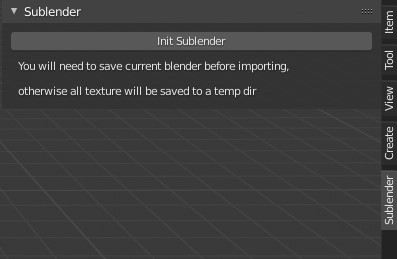 Sublender
Init Sublender
You will need to save current blender before importing,
otherwise all texture will be saved to a temp dir
Item
Tool
View
Create
Sublender